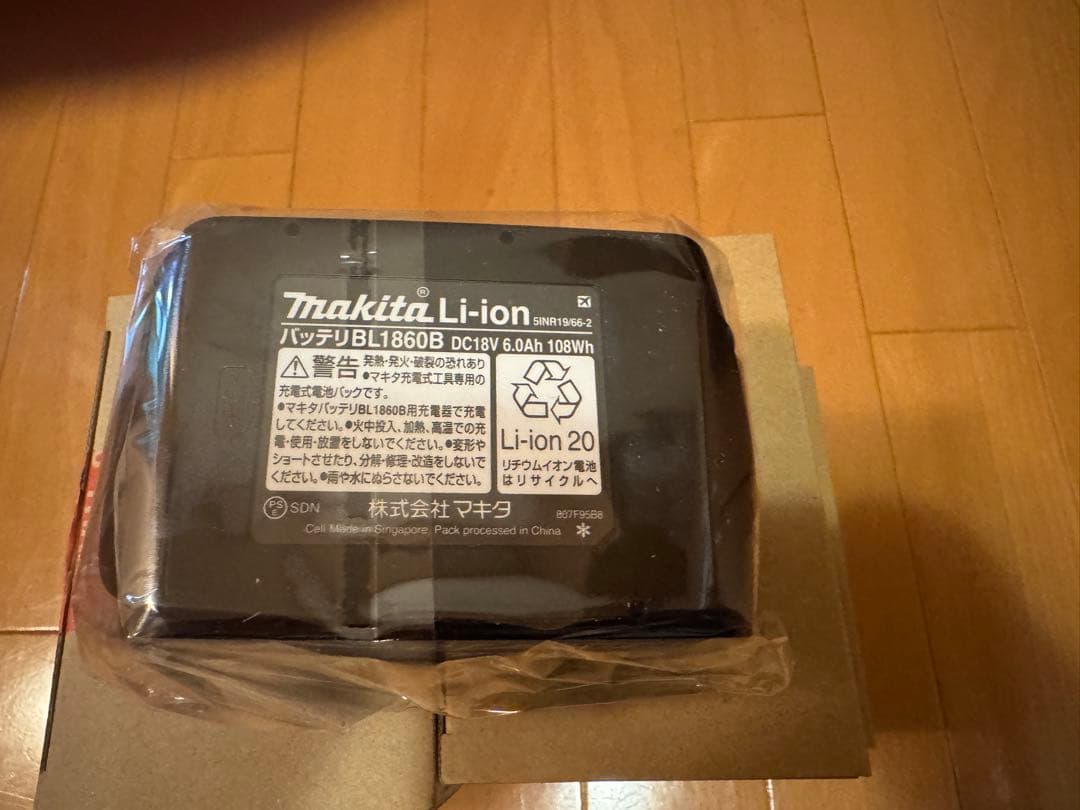 makita® Li-ion 5INR19/66-2
バッテリBL1860B DC18V 6.0Ah 108Wh
警告 発熱・発火・破裂の恐れあり
●マキタ充電式工具専用の
充電式電池パックです。
●マキタバッテリBL1860B用充電器で充電
してください。●火中投入、加熱、高温での充
電・使用・放置をしないでください。●変形や
ショートさせたり、分解・修理・改造をしないで
ください。●雨や水にぬらさないでください。
Li-ion 20
リチウムイオン電池
はリサイクルへ
PS
E SDN 株式会社マキタ
Cell Made in Singapore, Pack processed in China